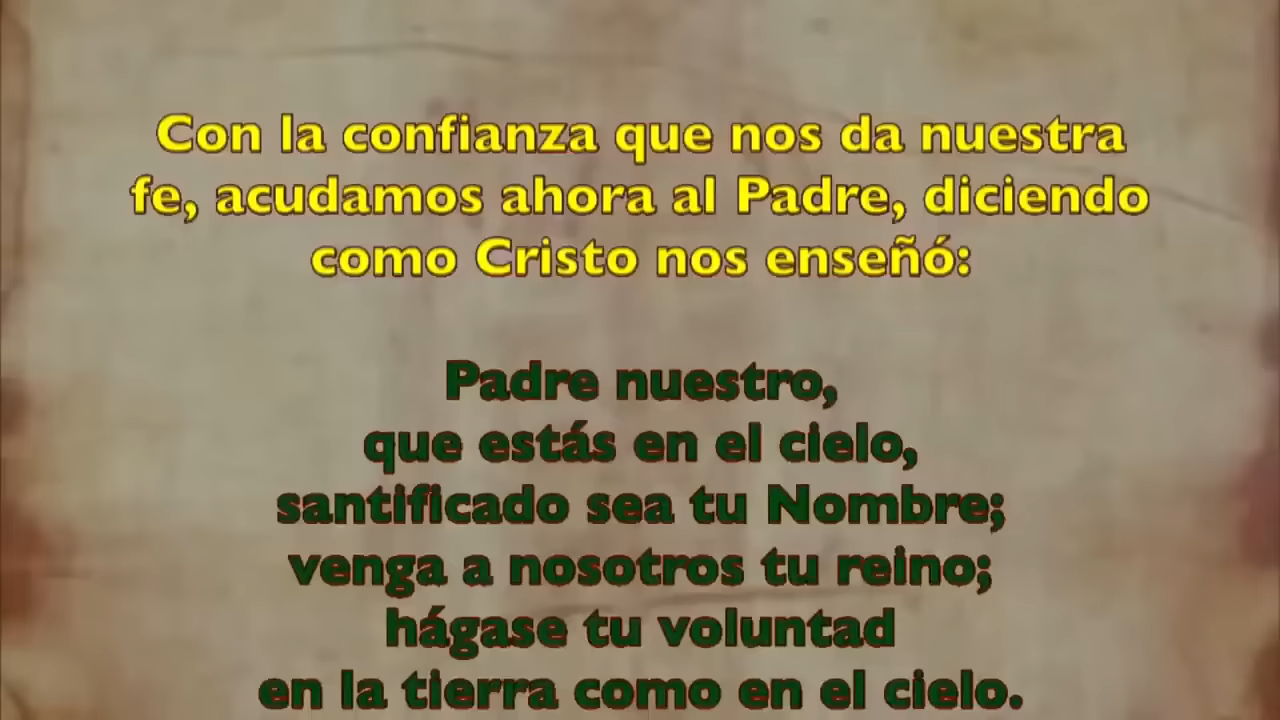 Con la confianza que nos da nuestra
fe, acudamos ahora al Padre, diciendo
como Cristo nos enseñó:
Padre nuestro,
que estás en el cielo,
santificado sea tu Nombre;
venga a nosotros tu reino;
hágase tu voluntad
en la tierra como en el cielo.